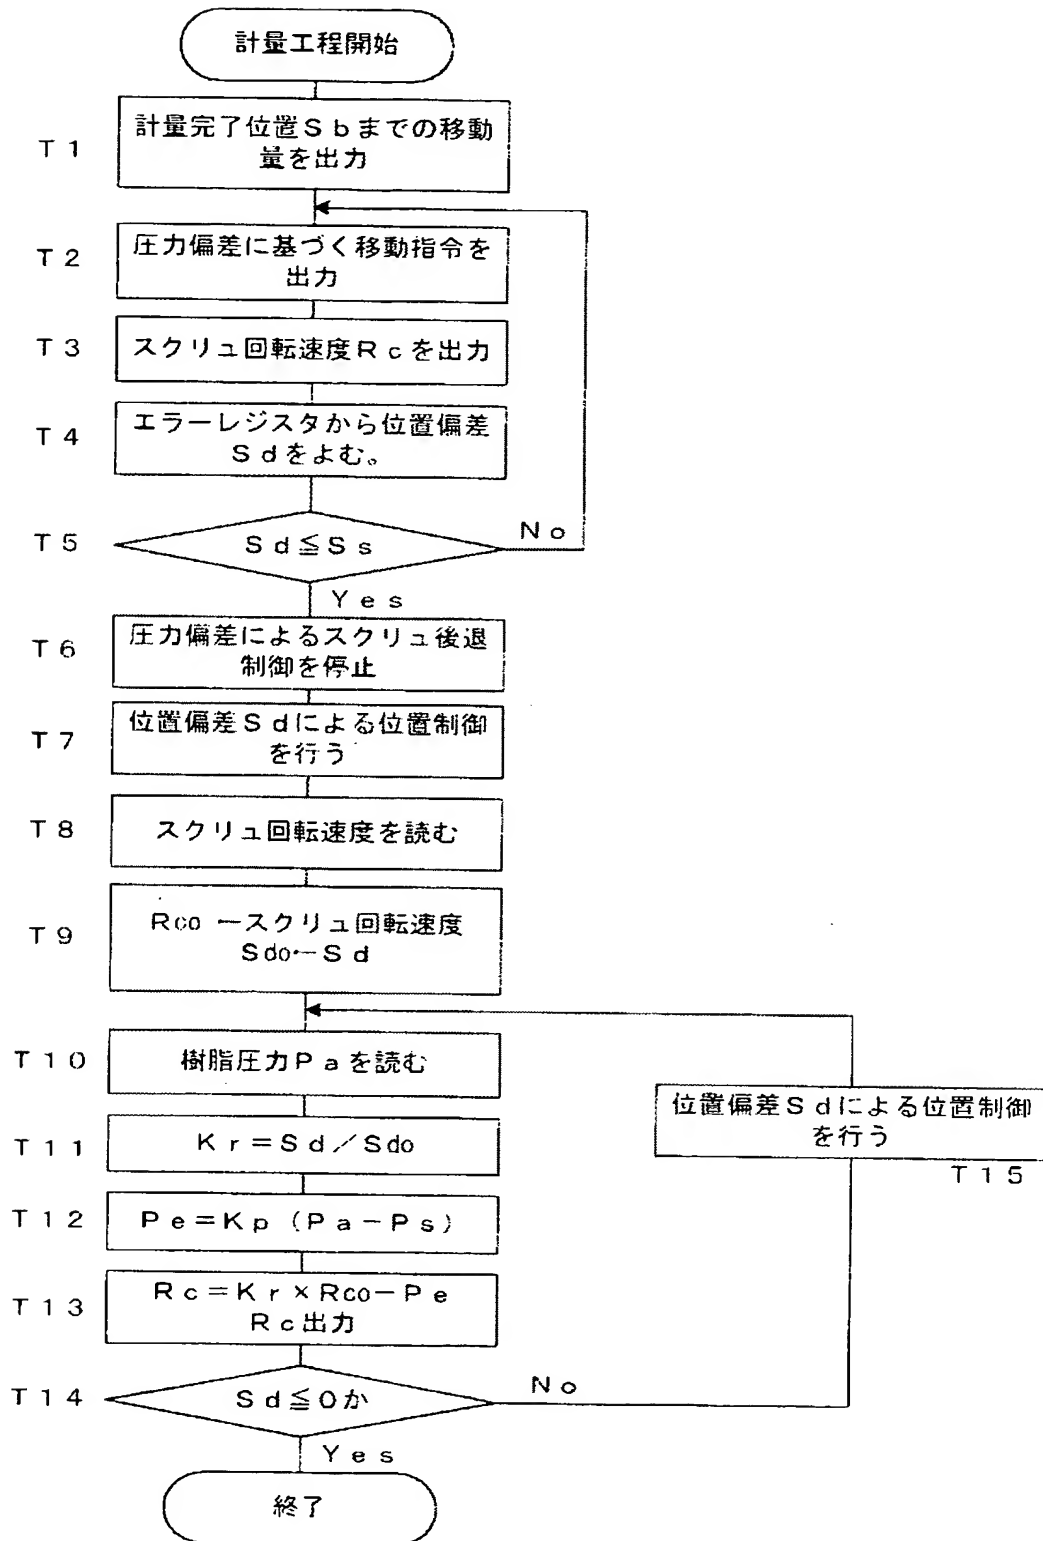 計量工程開始
T1
計量完了位置Sbまでの移動
量を出力
T2
圧力偏差に基づく移動指令を
出力
T3
スクリュ回転速度Rcを出力
T4
エラーレジスタから位置偏差
Sdをよむ。
T5
Sd≦Ss
No
Yes
T6
圧力偏差によるスクリュ後退
制御を停止
T7
位置偏差Sdによる位置制御
を行う
T8
スクリュ回転速度を読む
T9
Rco ←スクリュ回転速度
Sdo←Sd
T10
樹脂圧力Paを読む
位置偏差Sdによる位置制御
を行う
T15
T11
Kr=Sd/Sdo
T12
Pe=Kp(Pa-Ps)
T13
Rc=Kr×Rco-Pe
Rc出力
T14
Sd≦0か
No
Yes
終了